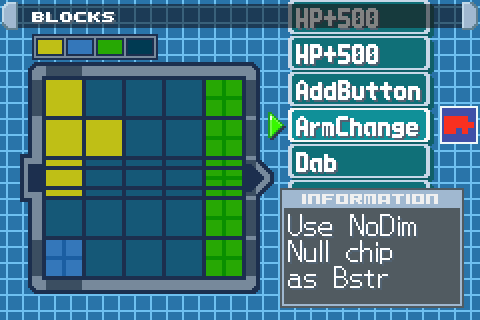 BLOCKS
HP+500
HP+500
AddButton
ArmChange
Dab
INFORMATION
Use NoDim
Null chip
as Bstr